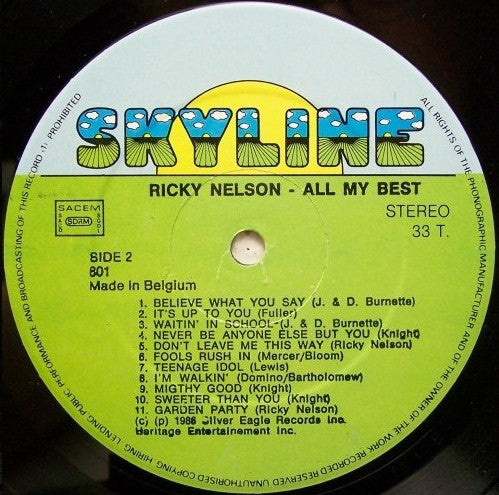 SKYLINE
RICKY NELSON - ALL MY BEST
STEREO
33 T.
SACEM
SDRM
SIDE 2
801
Made in Belgium
1. BELIEVE WHAT YOU SAY (J. & D. Burnette)
2. IT'S UP TO YOU (Fuller)
3. WAITIN' IN SCHOOL (J. & D. Burnette)
4. NEVER BE ANYONE ELSE BUT YOU (Knight)
5. DON'T LEAVE ME THIS WAY (Ricky Nelson)
6. FOOLS RUSH IN (Mercer/Bloom)
7. TEENAGE IDOL (Lewis)
8. I'M WALKIN' (Domino/Bartholomew)
9. MIGTHY GOOD (Knight)
10. SWEETER THAN YOU (Knight)
11. GARDEN PARTY (Ricky Nelson)
(c) (p) 1986 Silver Eagle Records Inc.
Heritage Entertainement Inc.
ALL RIGHTS OF THE PHONOGRAPHIC MANUFACTURER AND OF THE OWNER OF THE WORK RECORDED RESERVED UNAUTHORISED COPYING HIRING LENDING PUBLIC PERFORMANCE AND BROADCASTING OF THIS RECORD PROHIBITED